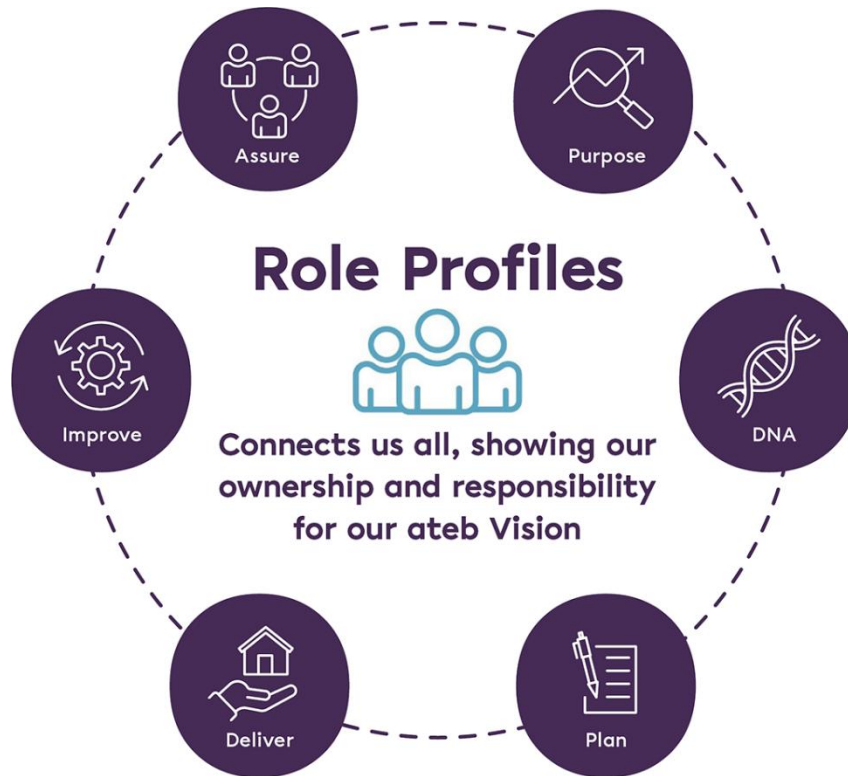 Assure
Purpose
Role Profiles
Improve
DNA
Connects us all, showing our
ownership and responsibility
for our ateb Vision
Deliver
Plan